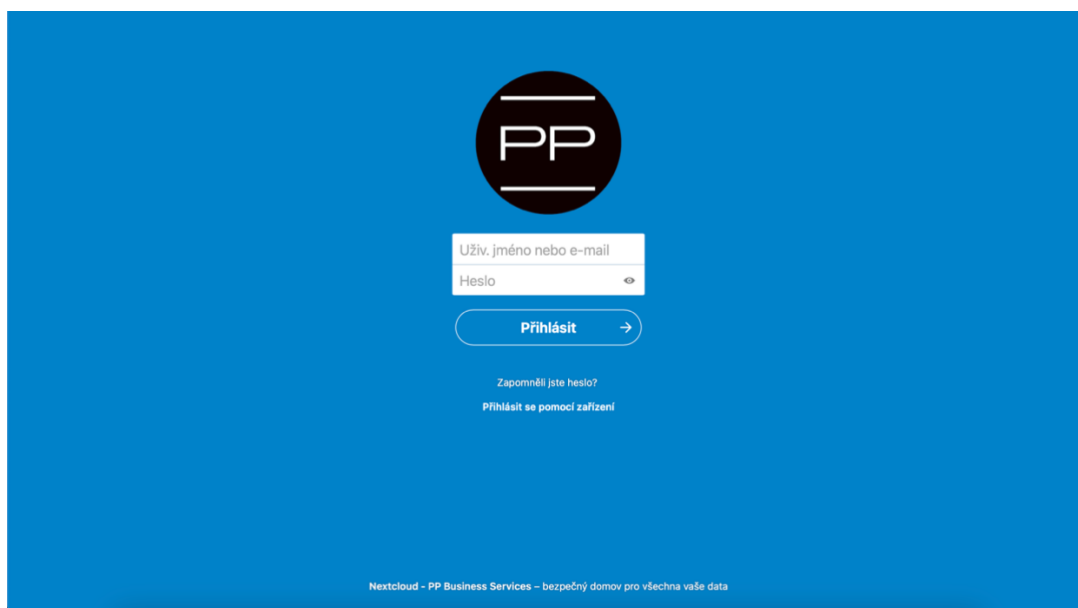 PP
Uživ. jméno nebo e-mail
Heslo
Přihlásit
Zapomněli jste heslo?
Přihlásit se pomocí zařízení
Nextcloud - PP Business Services – bezpečný domov pro všechna vaše data